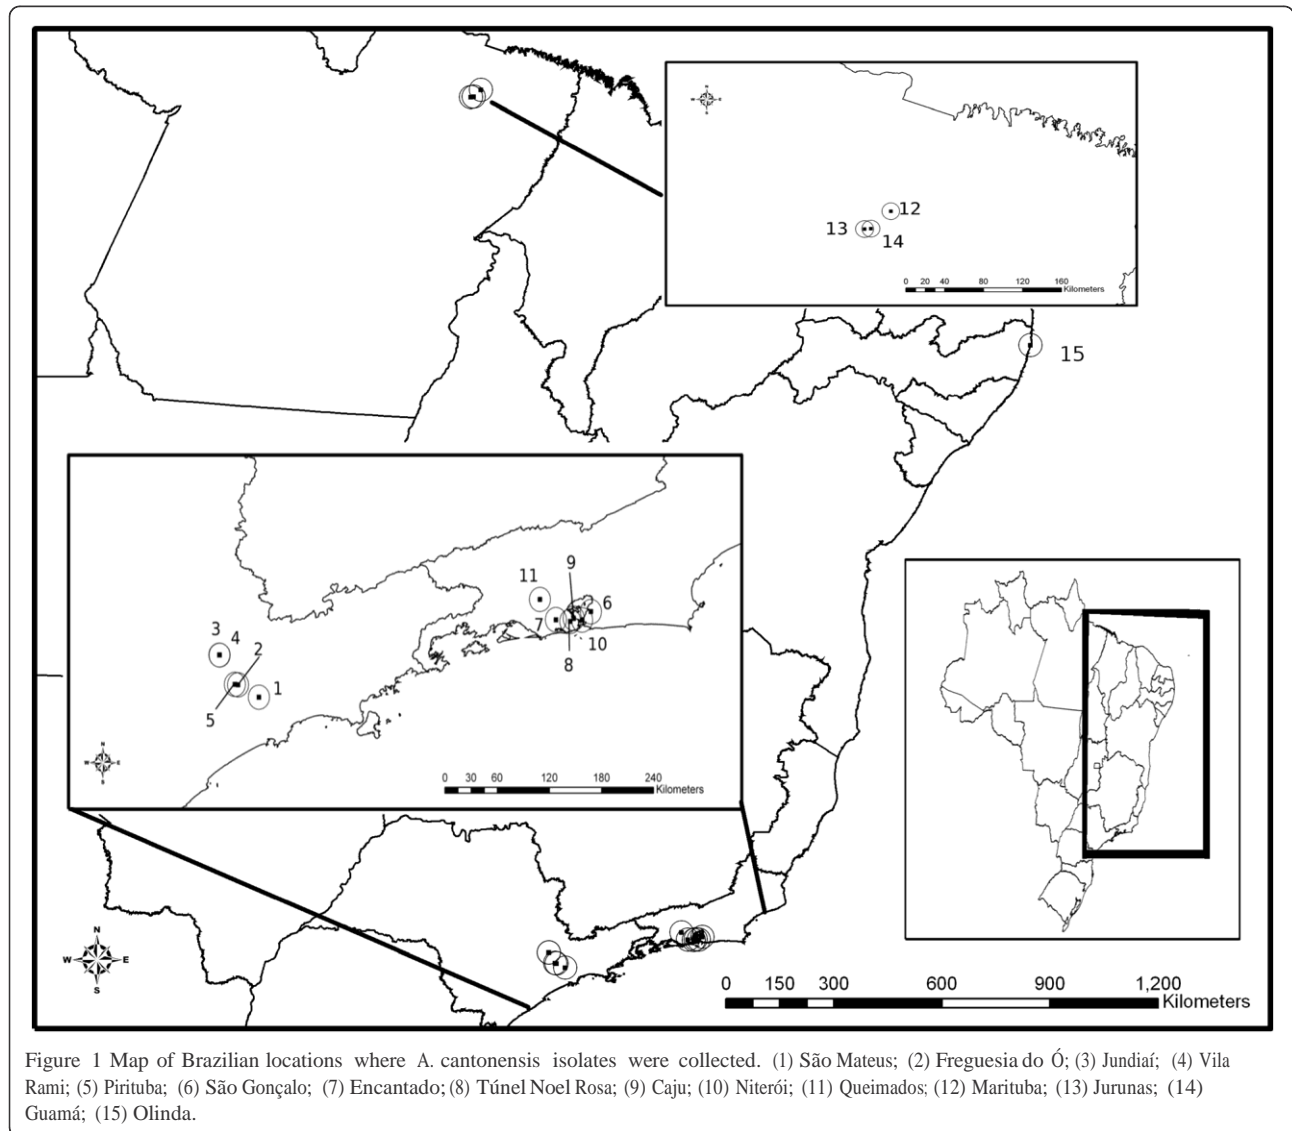 12
13
14
0 20 40 80 120 160
Kilometers
15
9
11
6
7
3
4
2
10
8
1
5
N
W E
S
0 30 60 120 180 240
Kilometers
N
W E
S
0 150 300 600 900 1,200
Kilometers
Figure 1 Map of Brazilian locations where A. cantonensis isolates were collected. (1) São Mateus; (2) Freguesia do Ó; (3) Jundiaí; (4) Vila
Rami; (5) Pirituba; (6) São Gonçalo; (7) Encantado; (8) Túnel Noel Rosa; (9) Caju; (10) Niterói; (11) Queimados; (12) Marituba; (13) Jurunas; (14)
Guamá; (15) Olinda.